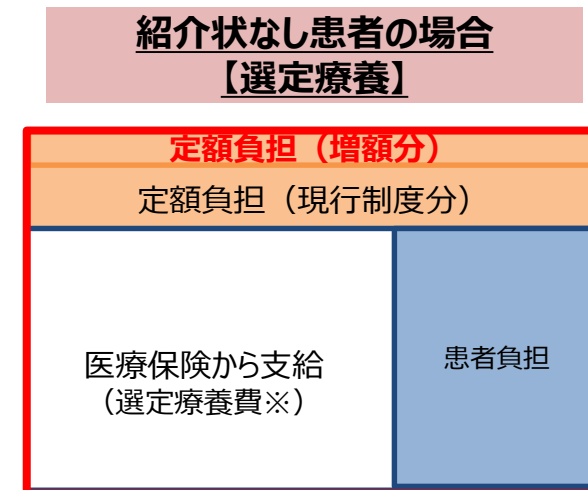 紹介状なし患者の場合
【選定療養】
定額負担（増額分）
定額負担（現行制度分）
医療保険から支給
（選定療養費※）
患者負担